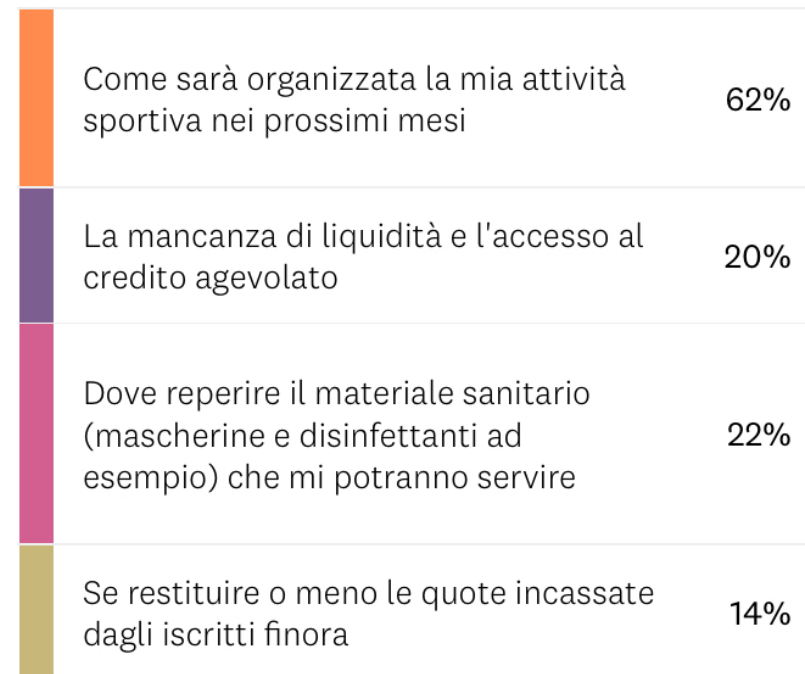 Come sarà organizzata la mia attività
sportiva nei prossimi mesi
62%
La mancanza di liquidità e l'accesso al
credito agevolato
20%
Dove reperire il materiale sanitario
(mascherine e disinfettanti ad
esempio) che mi potranno servire
22%
Se restituire o meno le quote incassate
dagli iscritti finora
14%